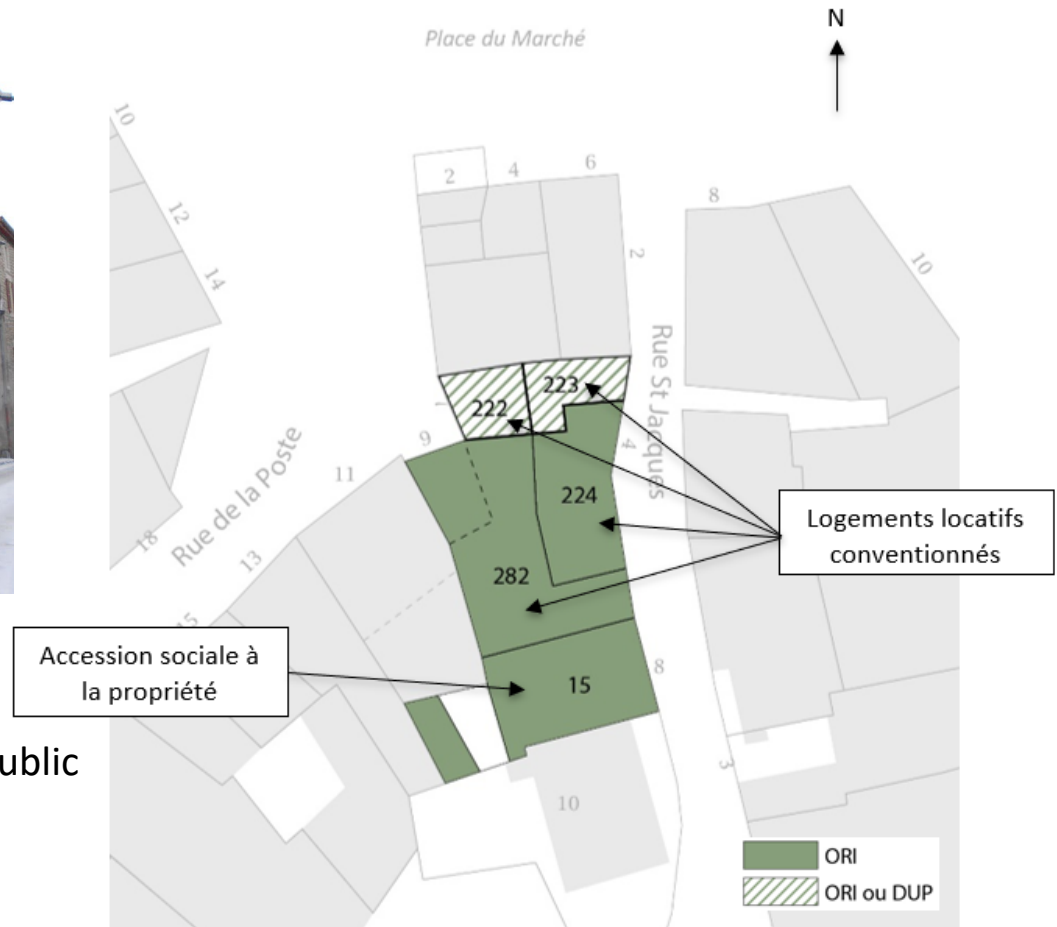 Place du Marché
N
10
12
14
2
4
6
8
10
2
Rue St Jacques
222
223
9
11
13
15
18
Rue de la Poste
4
224
282
Logements locatifs
conventionnés
Accession sociale à
la propriété
15
8
3
10
ublic
ORI
ORI ou DUP